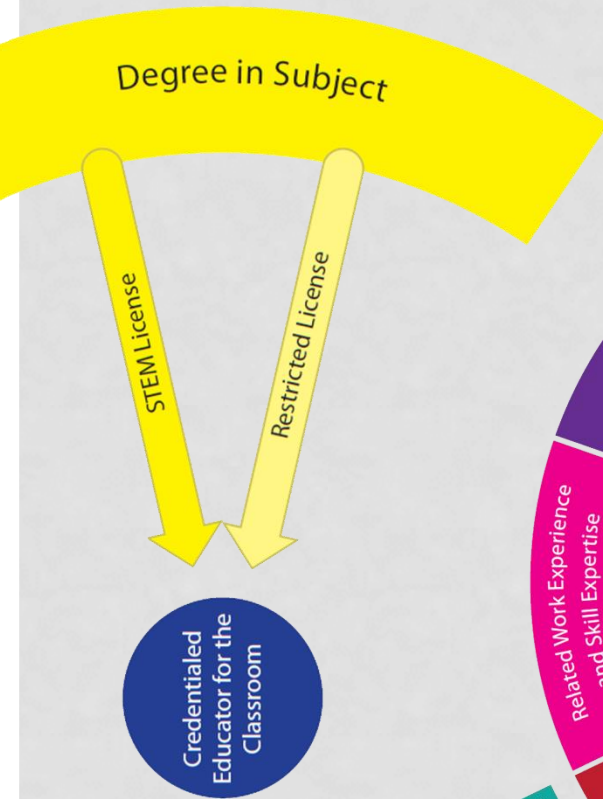 Degree in Subject
STEM License
Restricted License
Credentialed
Educator for the
Classroom
Related Work Experience
and Skill Expertise